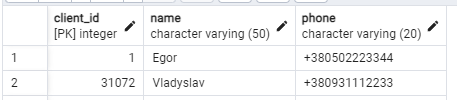 client_id name phone
[PK] integer character varying (50) character varying (20)
1 1 Egor +380502223344
2 31072 Vladyslav +380931112233